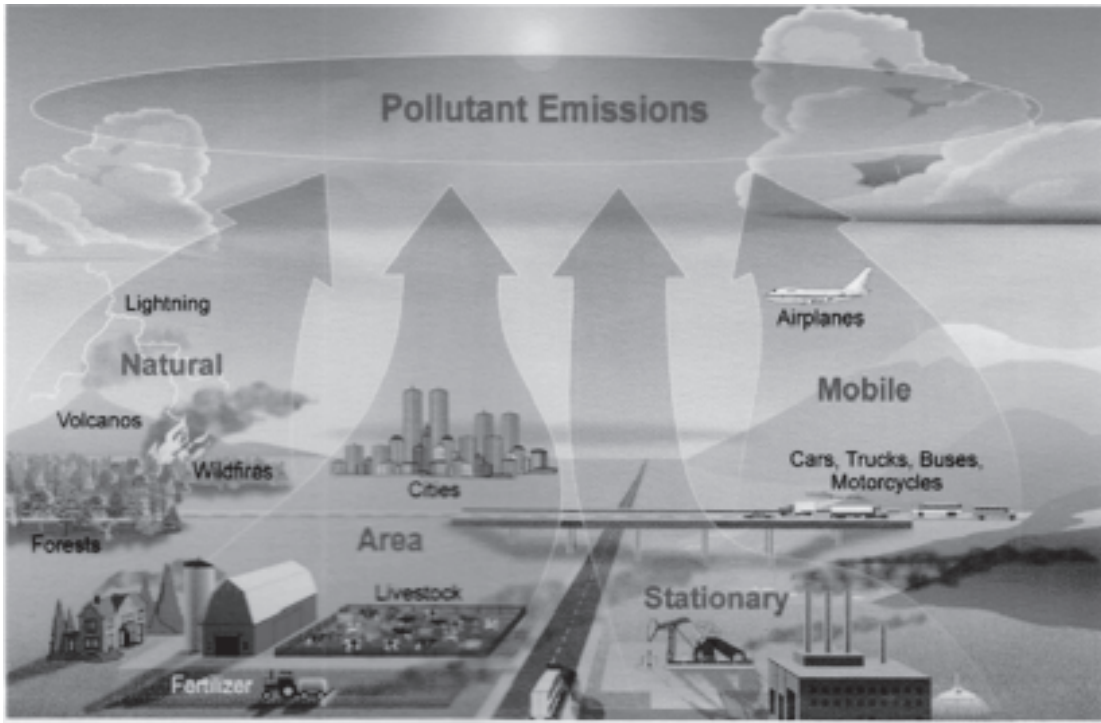 Pollutant Emissions
Lightning
Natural
Volcanos
Wildfires
Forests
Cities
Area
Livestock
Fertilizer
Airplanes
Mobile
Cars, Trucks, Buses,
Motorcycles
Stationary